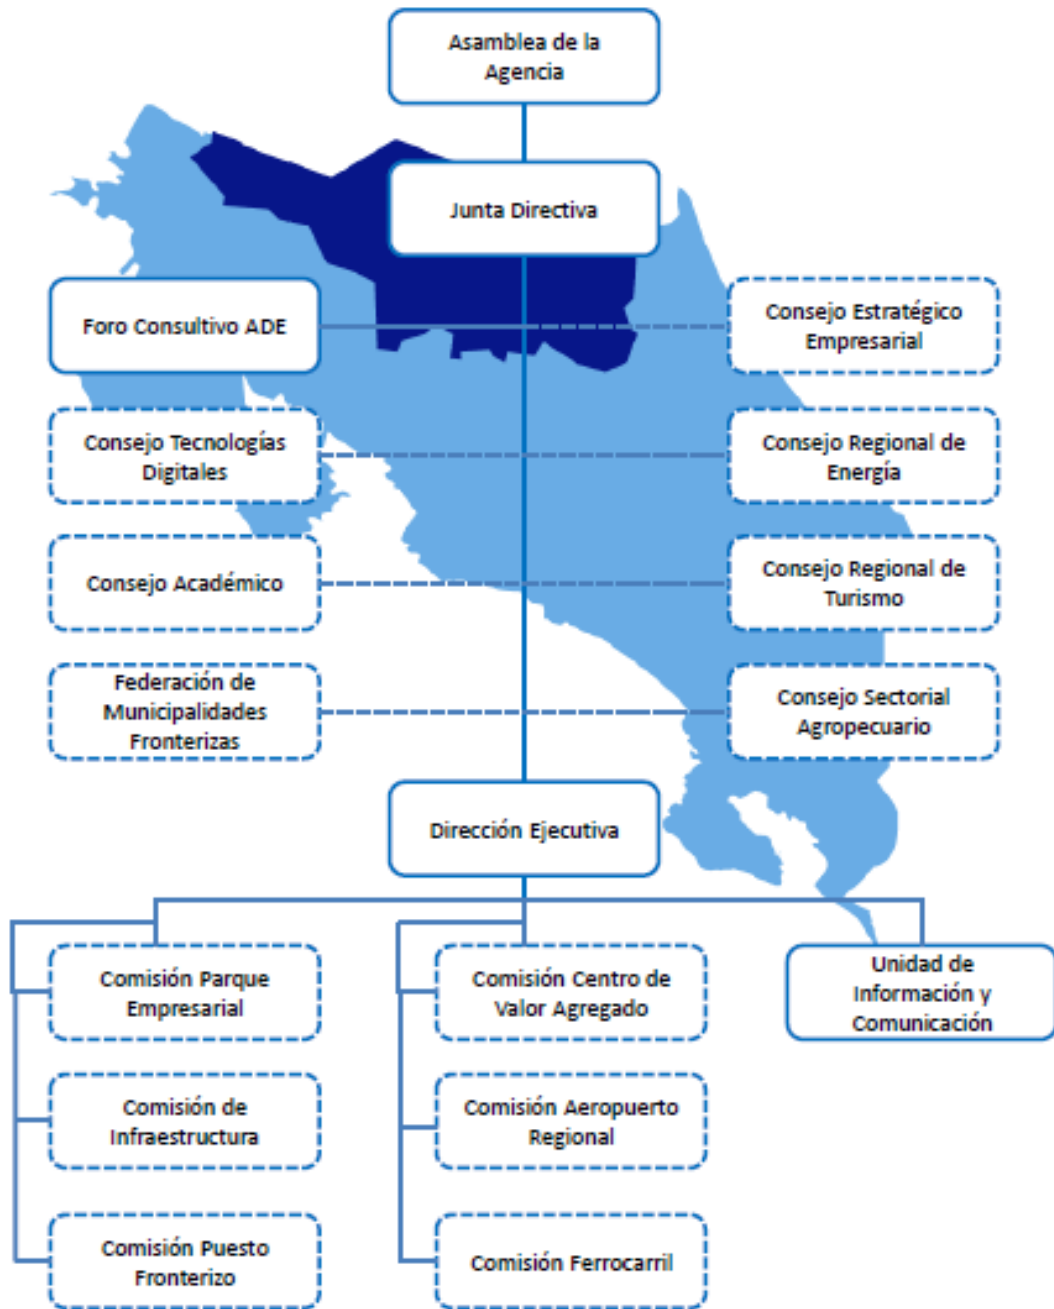 Asamblea de la
Agencia
Junta Directiva
Foro Consultivo ADE
Consejo Estratégico
Empresarial
Consejo Tecnologías
Digitales
Consejo Regional de
Energía
Consejo Académico
Consejo Regional de
Turismo
Federación de
Municipalidades
Fronterizas
Consejo Sectorial
Agropecuario
Dirección Ejecutiva
Comisión Parque
Empresarial
Comisión Centro de
Valor Agregado
Unidad de
Información y
Comunicación
Comisión de
Infraestructura
Comisión Aeropuerto
Regional
Comisión Puesto
Fronterizo
Comisión Ferrocarril